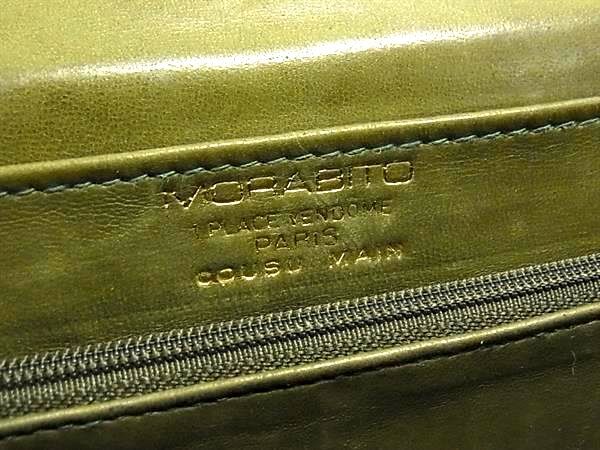 MORABITO
1 PLACE VENDOME
PARIS
COUSU MAIN